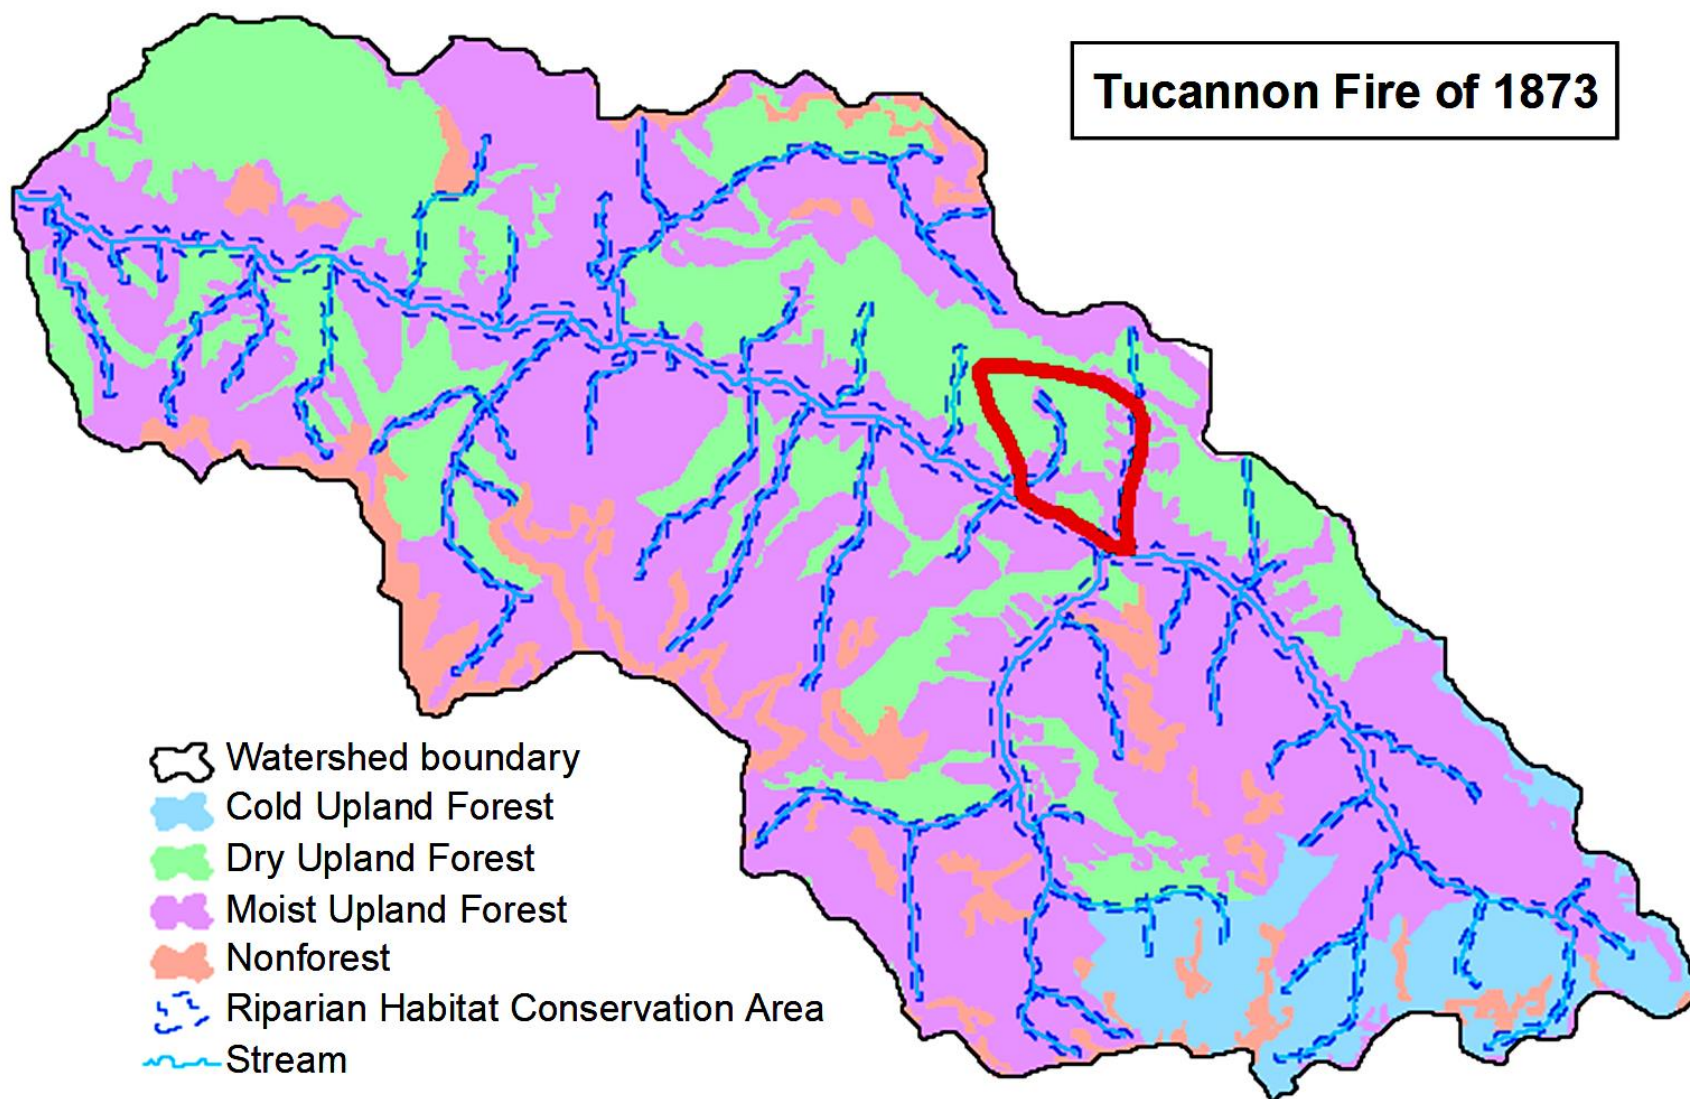 Tucannon Fire of 1873
Watershed boundary
Cold Upland Forest
Dry Upland Forest
Moist Upland Forest
Nonforest
Riparian Habitat Conservation Area
Stream